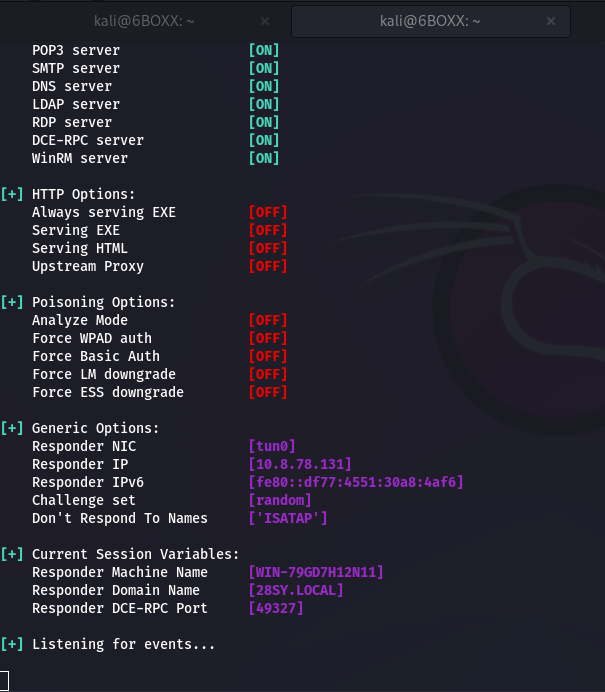 kali@6BOXX: ~ ×
kali@6BOXX: ~ ×
POP3 server [ON]
SMTP server [ON]
DNS server [ON]
LDAP server [ON]
RDP server [ON]
DCE-RPC server [ON]
WinRM server [ON]
[+] HTTP Options:
Always serving EXE [OFF]
Serving EXE [OFF]
Serving HTML [OFF]
Upstream Proxy [OFF]
[+] Poisoning Options:
Analyze Mode [OFF]
Force WPAD auth [OFF]
Force Basic Auth [OFF]
Force LM downgrade [OFF]
Force ESS downgrade [OFF]
[+] Generic Options:
Responder NIC [tun0]
Responder IP [10.8.78.131]
Responder IPv6 [fe80::df77:4551:30a8:4af6]
Challenge set [random]
Don't Respond To Names ['ISATAP']
[+] Current Session Variables:
Responder Machine Name [WIN-79GD7H12N11]
Responder Domain Name [28SY.LOCAL]
Responder DCE-RPC Port [49327]
[+] Listening for events...